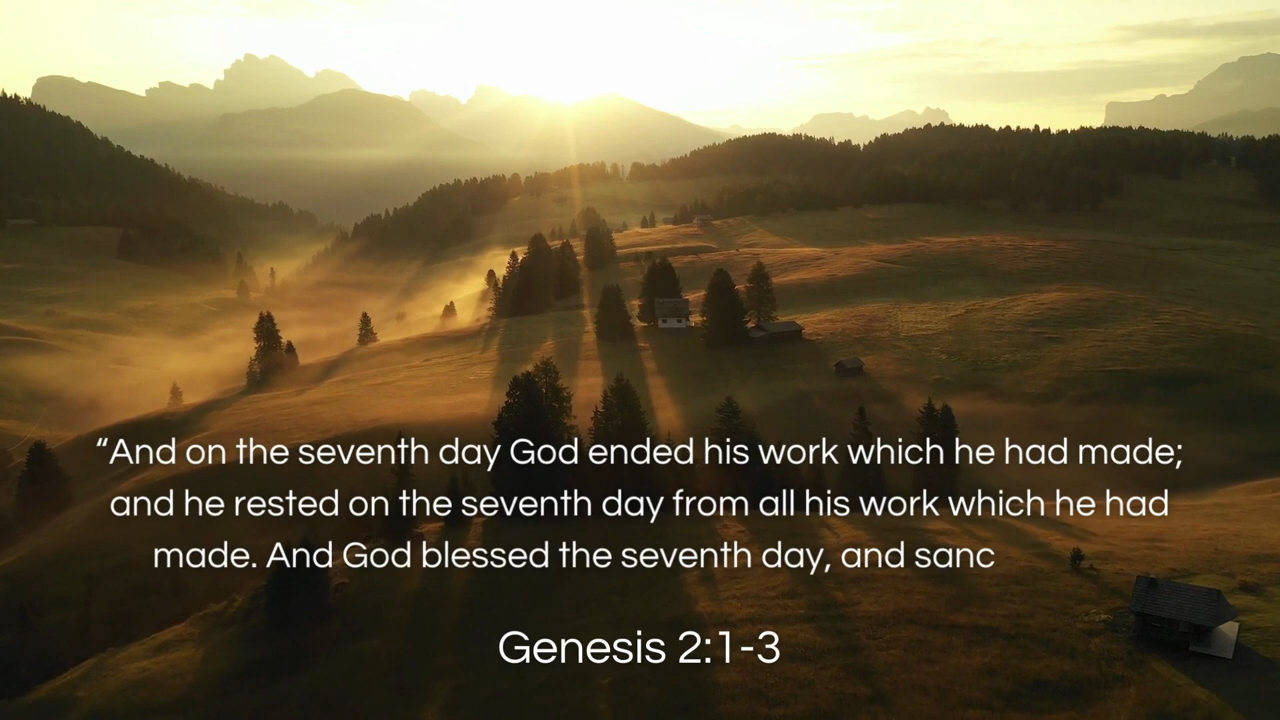 “And on the seventh day God ended his work which he had made;
and he rested on the seventh day from all his work which he had
made. And God blessed the seventh day, and sanc
Genesis 2:1-3